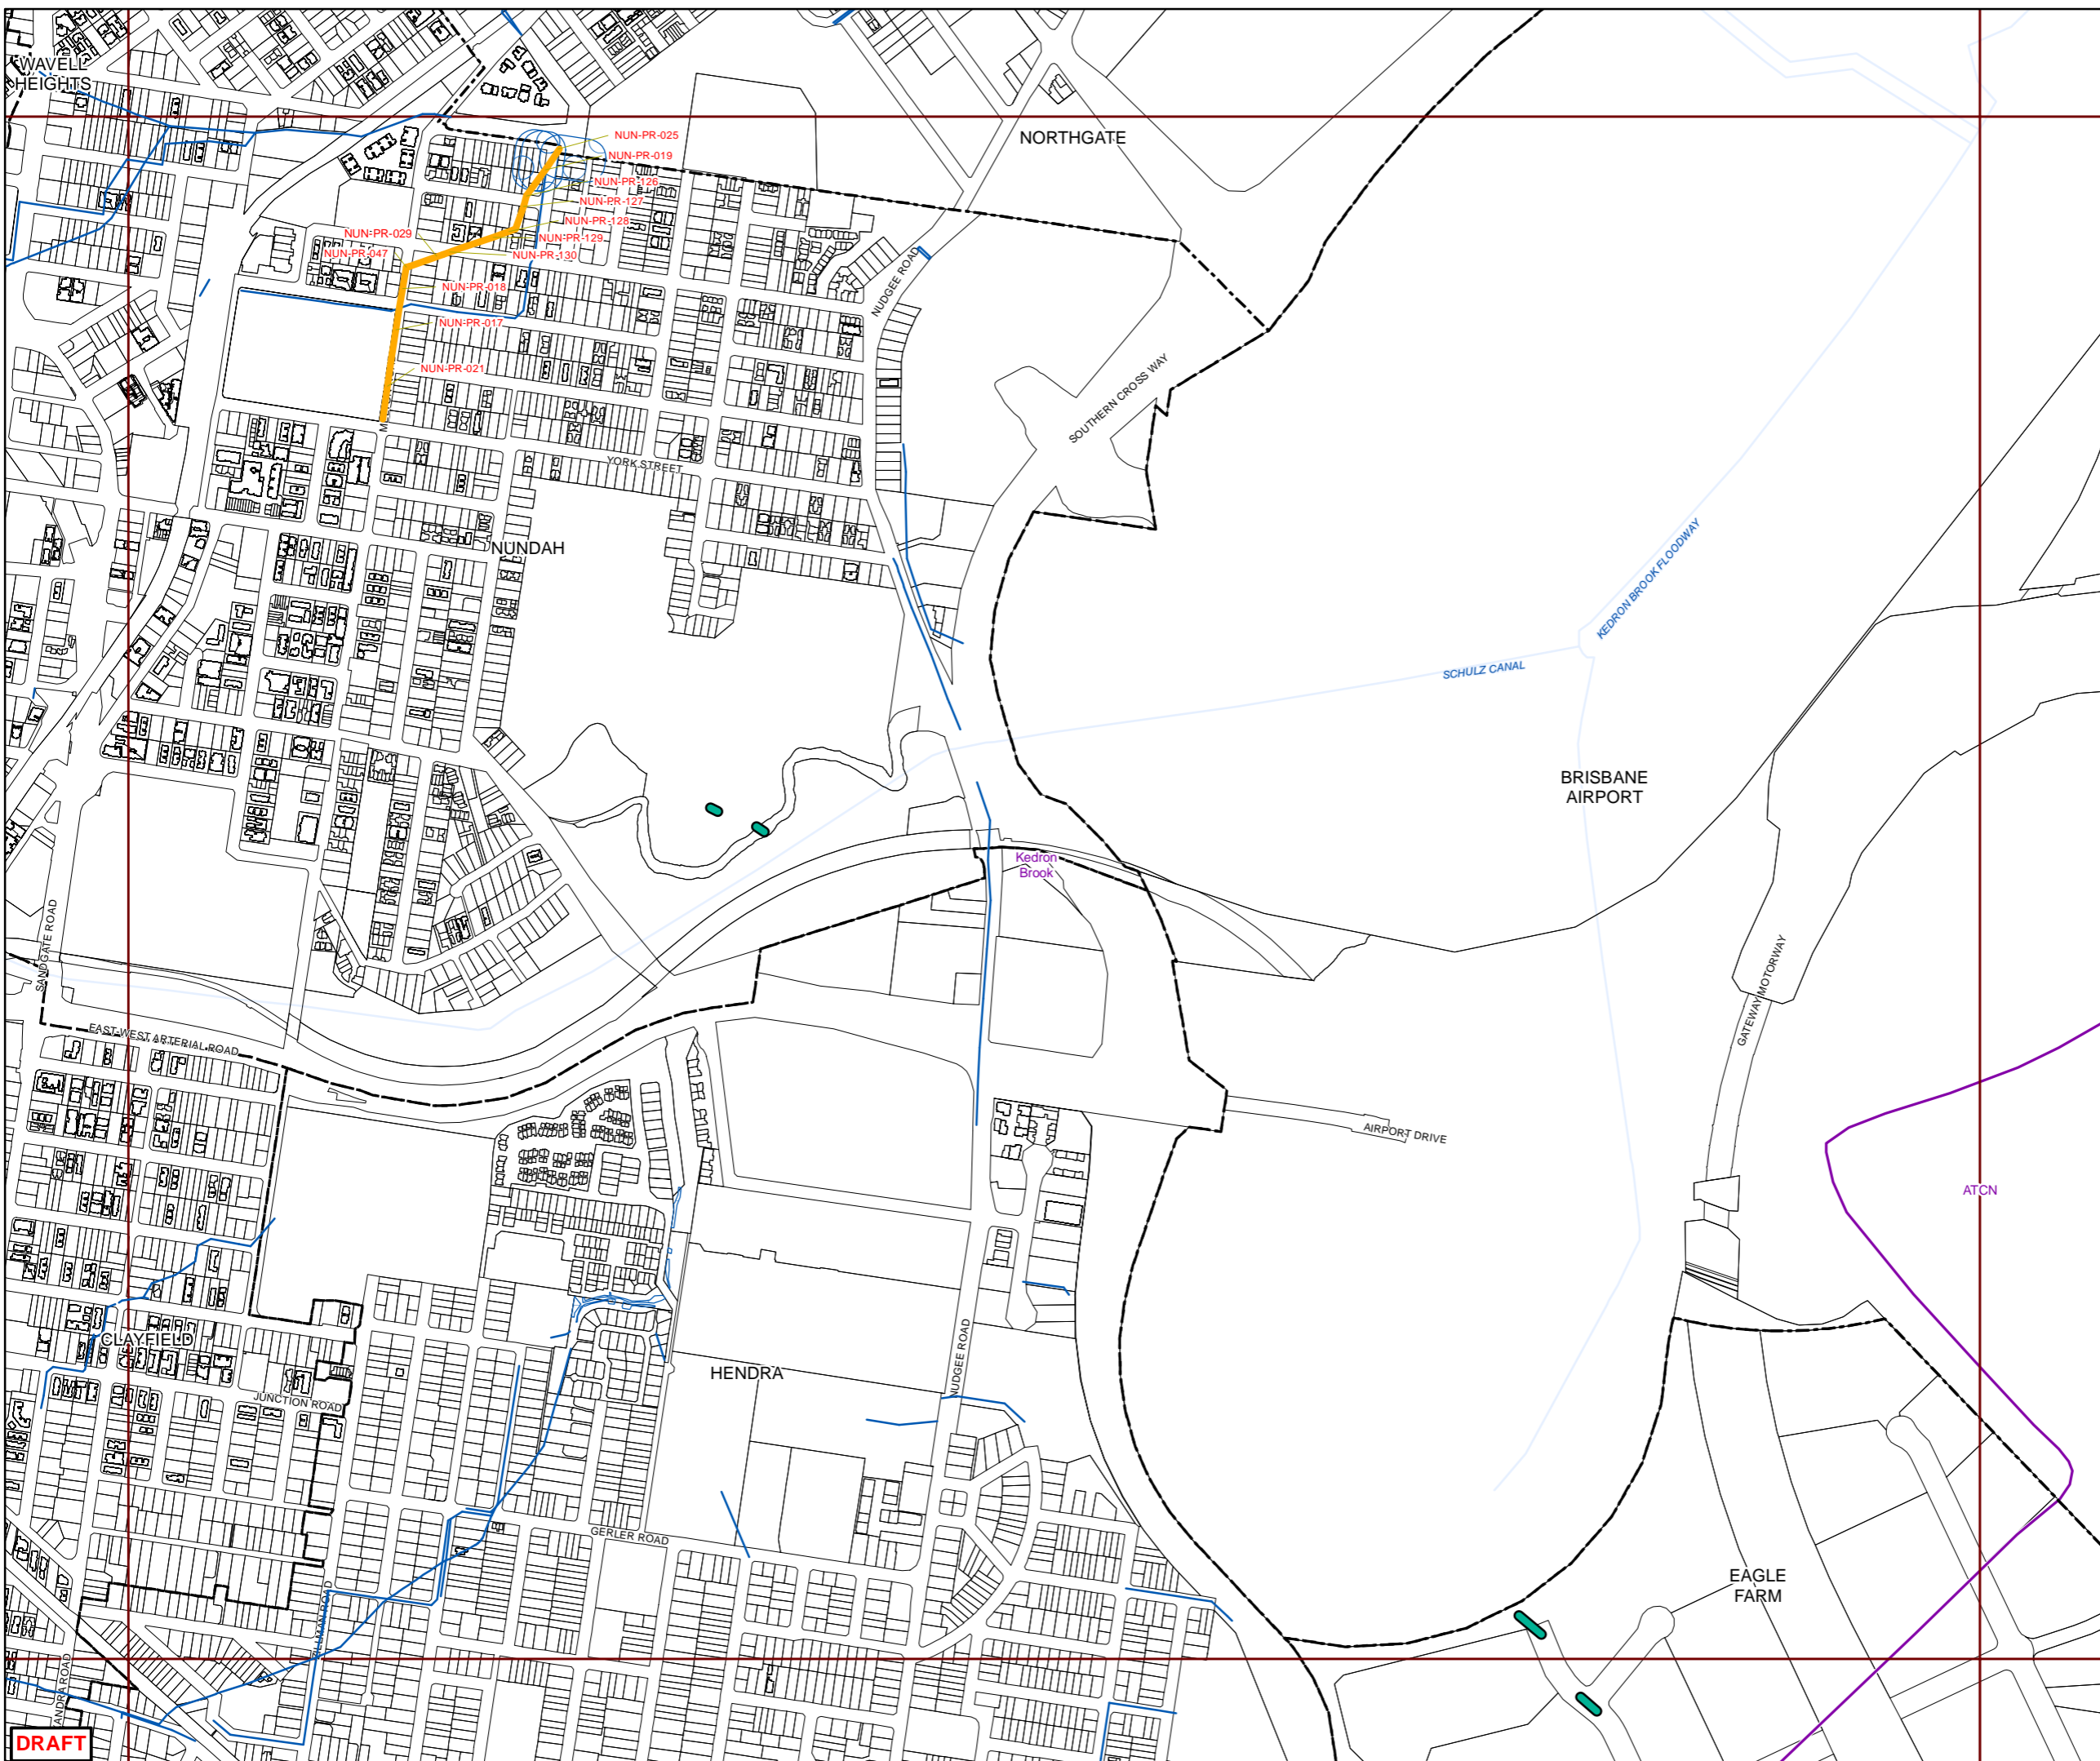 WAVELL
HEIGHTS
NORTHGATE
NUN-PR-025
NUN-PR-019
NUN-PR-126
NUN-PR-127
NUN-PR-128
NUN-PR-029
NUN-PR-129
NUN-PR-047
NUN-PR-130
NUN-PR-018
NUN-PR-017
NUN-PR-021
NUDGEE ROAD
SOUTHERN CROSS WAY
YORK STREET
NUNDAH
KEDRON BROOK FLOODWAY
SCHULZ CANAL
BRISBANE
AIRPORT
Kedron
Brook
SANDGATE ROAD
GATEWAY MOTORWAY
EAST-WEST ARTERIAL ROAD
AIRPORT DRIVE
ATCN
CLAYFIELD
HENDRA
NUDGEE ROAD
JUNCTION ROAD
GERLER ROAD
EAGLE
FARM
DRAFT